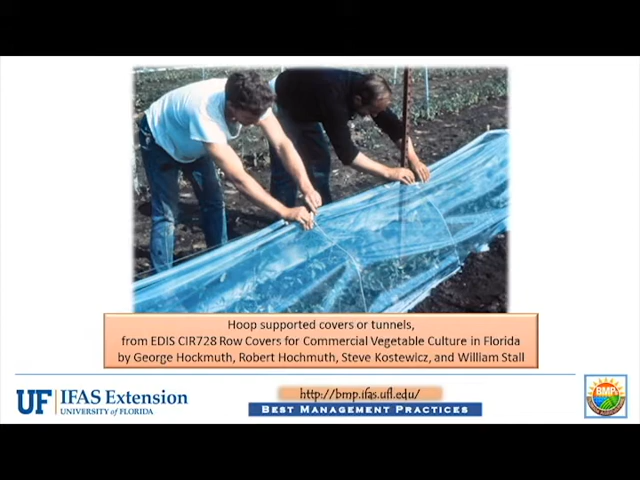 Hoop supported covers or tunnels,
from EDIS CIR728 Row Covers for Commercial Vegetable Culture in Florida
by George Hockmuth, Robert Hochmuth, Steve Kostewicz, and William Stall
UF IFAS Extension
UNIVERSITY of FLORIDA
http://bmp.ifas.ufl.edu/
BEST MANAGEMENT PRACTICES
BMP